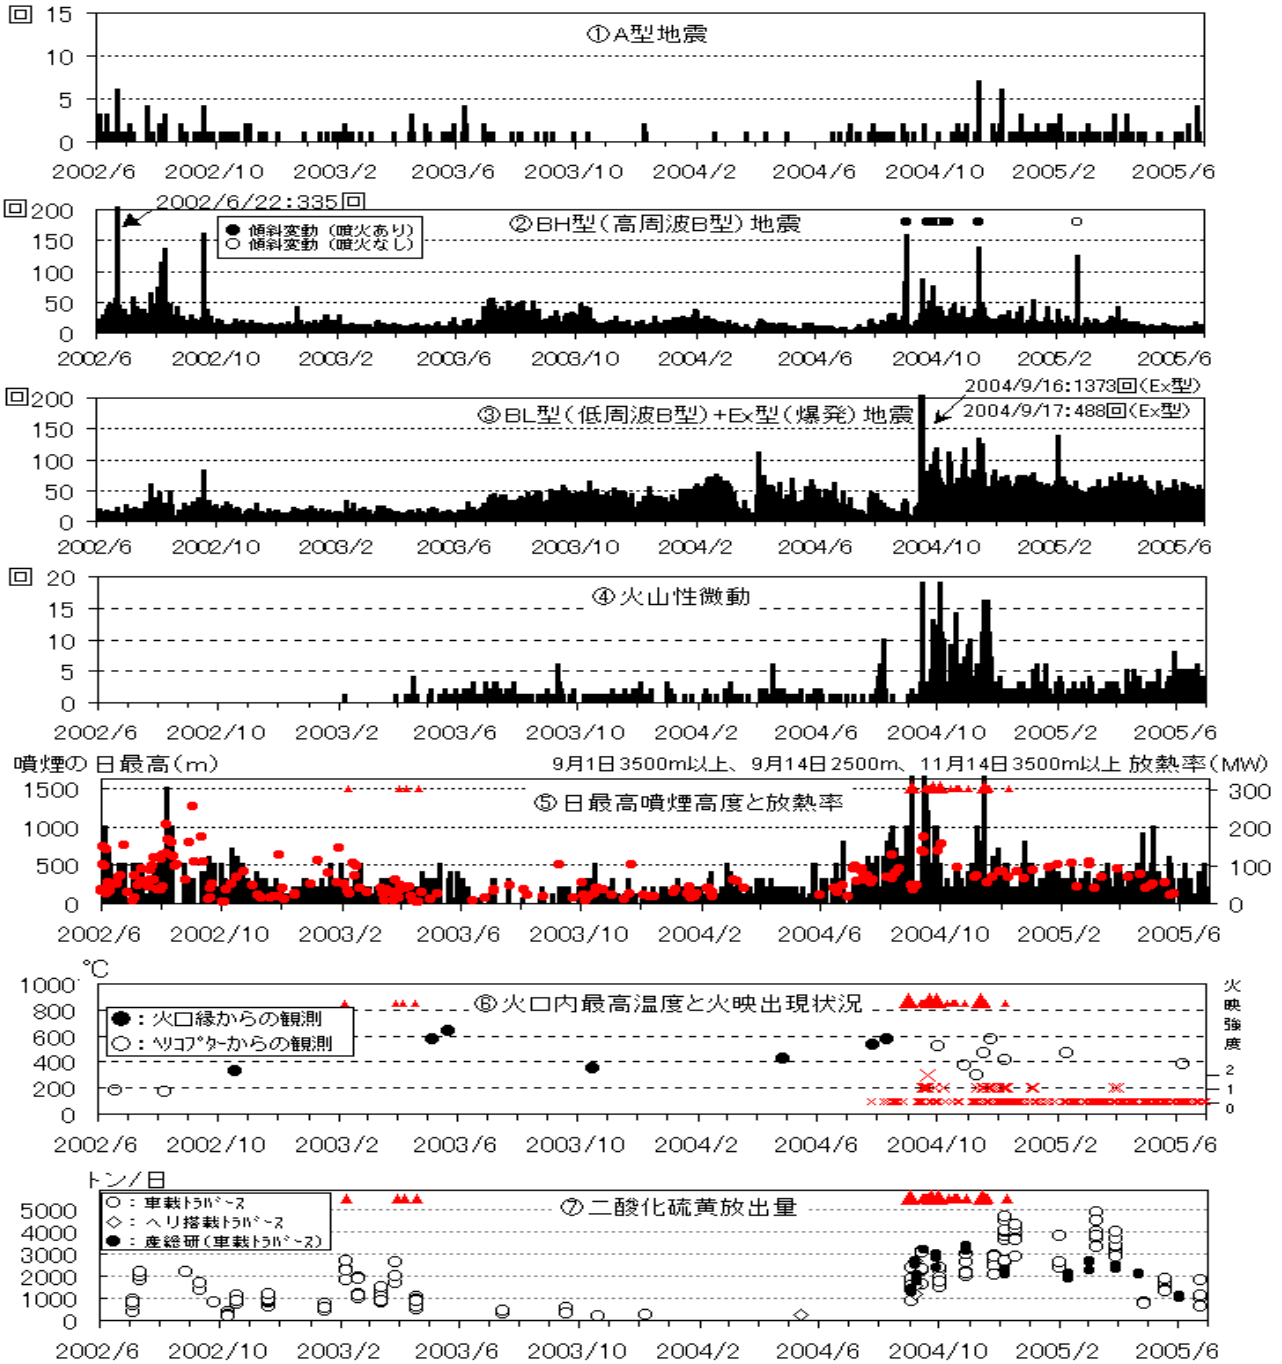 回 15
①A型地震
10
5
0
2002/6 2002/10 2003/2 2003/6 2003/10 2004/2 2004/6 2004/10 2005/2 2005/6
2002/6/22:335回
回 200
②BH型(高周波B型)地震
● 傾斜変動(噴火あり)
○ 傾斜変動(噴火なし)
150
100
50
0
2002/6 2002/10 2003/2 2003/6 2003/10 2004/2 2004/6 2004/10 2005/2 2005/6
2004/9/16:1373回(Ex型)
2004/9/17:488回(Ex型)
回 200
③BL型(低周波B型)+Ex型(爆発)地震
150
100
50
0
2002/6 2002/10 2003/2 2003/6 2003/10 2004/2 2004/6 2004/10 2005/2 2005/6
回 20
④火山性微動
15
10
5
0
2002/6 2002/10 2003/2 2003/6 2003/10 2004/2 2004/6 2004/10 2005/2 2005/6
噴煙の日最高(m) 9月1日3500m以上、9月14日2500m、11月14日3500m以上 放熱率(MW)
⑤日最高噴煙高度と放熱率
1500 300
1000 200
500 100
0 0
2002/6 2002/10 2003/2 2003/6 2003/10 2004/2 2004/6 2004/10 2005/2 2005/6
℃
1000
⑥火口内最高温度と火映出現状況
火映強度
●：火口縁からの観測
○：ヘリコプターからの観測
800
600
400
200
0
2
1
0
2002/6 2002/10 2003/2 2003/6 2003/10 2004/2 2004/6 2004/10 2005/2 2005/6
トン/日
⑦二酸化硫黄放出量
○：車載トラバース
◇：ヘリ搭載トラバース
●：産総研(車載トラバース)
5000
4000
3000
2000
1000
0
2002/6 2002/10 2003/2 2003/6 2003/10 2004/2 2004/6 2004/10 2005/2 2005/6